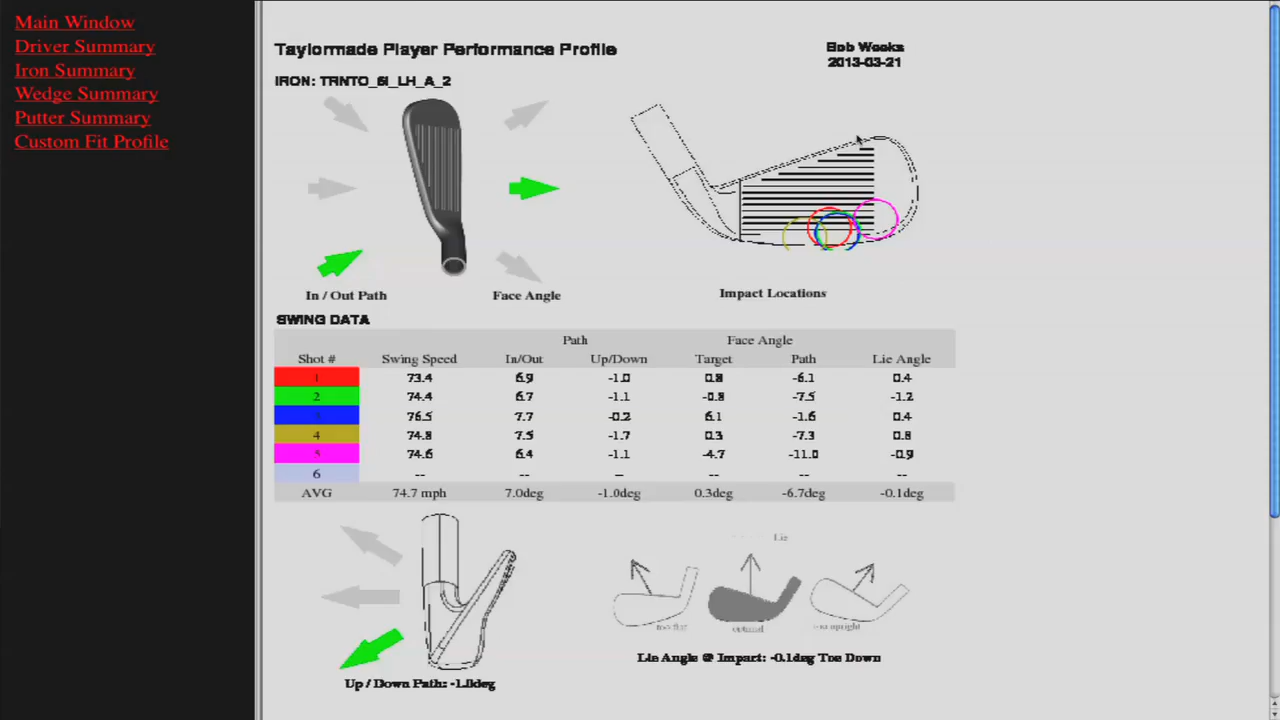 Main Window
Driver Summary
Iron Summary
Wedge Summary
Putter Summary
Custom Fit Profile
Taylormade Player Performance Profile
Bob Weeks
2013-03-21
IRON: TRNTO_6I_LH_A_2
In / Out Path
Face Angle
Impact Locations
SWING DATA
Path Face Angle
Shot # Swing Speed In/Out Up/Down Target Path Lie Angle
1 73.4 6.9 -1.0 0.8 -6.1 0.4
2 74.4 6.7 -1.1 -0.8 -7.5 -1.2
3 76.5 7.7 -0.2 6.1 -1.6 0.4
4 74.8 7.5 -1.7 0.3 -7.3 0.8
5 74.6 6.4 -1.1 -4.7 -11.0 -0.9
6 -- -- -- -- -- --
AVG 74.7 mph 7.0deg -1.0deg 0.3deg -6.7deg -0.1deg
Lie
too flat
optimal
too upright
Lie Angle @ Impact: -0.1deg Toe Down
Up / Down Path: -1.0deg